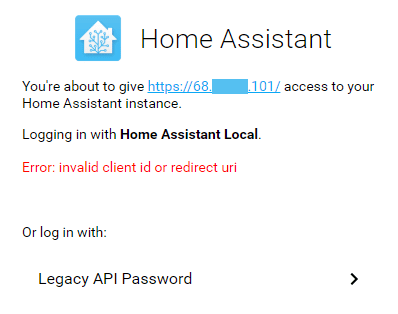 Home Assistant
You're about to give https://68. .101/ access to your
Home Assistant instance.
Logging in with Home Assistant Local.
Error: invalid client id or redirect uri
Or log in with:
Legacy API Password